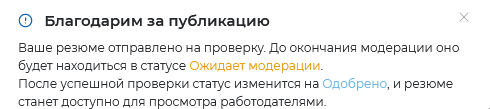 Благодарим за публикацию
Ваше резюме отправлено на проверку. До окончания модерации оно
будет находиться в статусе Ожидает модерации.
После успешной проверки статус изменится на Одобрено, и резюме
станет доступно для просмотра работодателями.